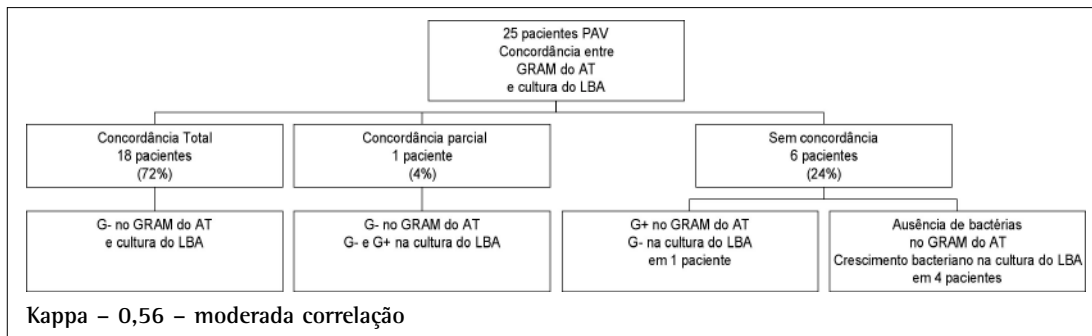 25 pacientes PAV
Concordância entre
GRAM do AT
e cultura do LBA
Concordância Total
18 pacientes
(72%)
Concordância parcial
1 paciente
(4%)
Sem concordância
6 pacientes
(24%)
G- no GRAM do AT
e cultura do LBA
G- no GRAM do AT
G- e G+ na cultura do LBA
G+ no GRAM do AT
G- na cultura do LBA
em 1 paciente
Ausência de bactérias
no GRAM do AT
Crescimento bacteriano na cultura do LBA
em 4 pacientes
Kappa – 0,56 – moderada correlação